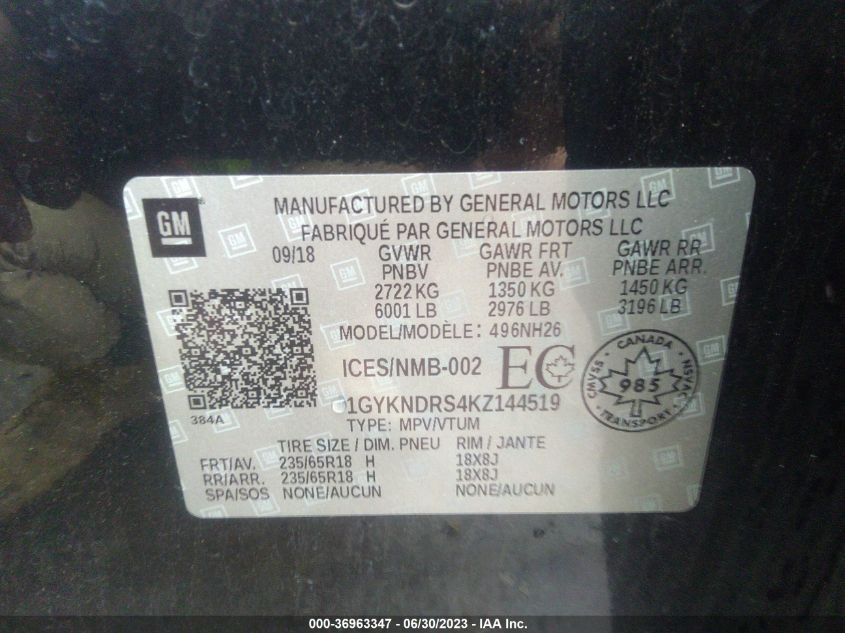 GM
MANUFACTURED BY GENERAL MOTORS LLC
FABRIQUÉ PAR GENERAL MOTORS LLC
09/18 GVWR GAWR FRT GAWR RR
PNBV PNBE AV. PNBE ARR.
2722 KG 1350 KG 1450 KG
6001 LB 2976 LB 3196 LB
MODEL/MODÈLE: 496NH26
ICES/NMB-002 EC
CANADA
CMVSS 985 NSVAC
TRANSPORT
384A
1GYKNDRS4KZ144519
TYPE: MPV/VTUM
TIRE SIZE / DIM. PNEU RIM / JANTE
FRT/AV. 235/65R18 H 18X8J
RR/ARR. 235/65R18 H 18X8J
SPA/SOS NONE/AUCUN NONE/AUCUN
000-36963347 - 06/30/2023 - IAA Inc.